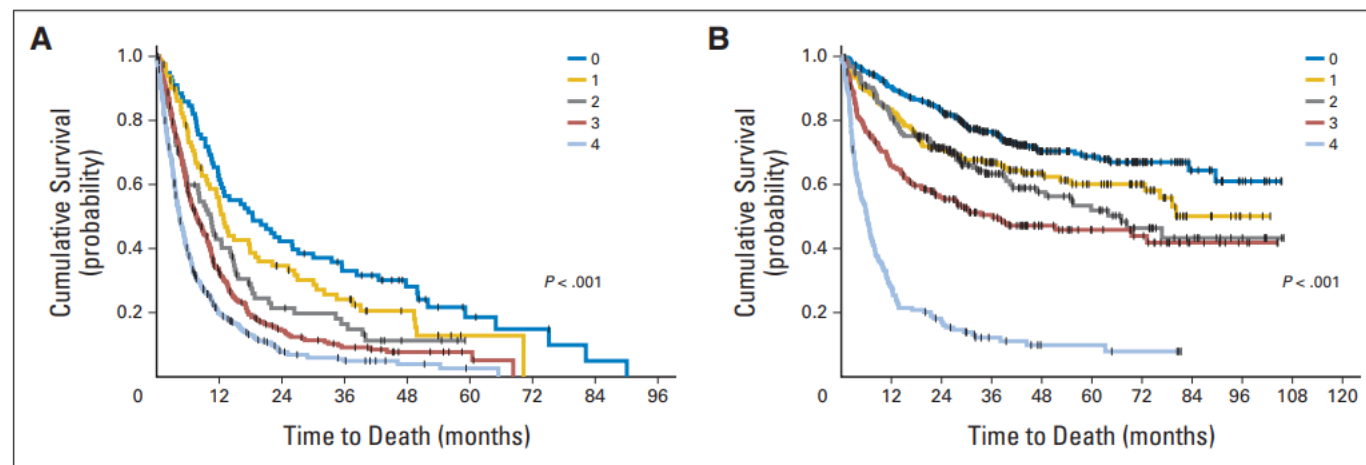 A
Cumulative Survival
(probability)
1.0
0.8
0.6
0.4
0.2
0
1
2
3
4
P < .001
0 12 24 36 48 60 72 84 96
Time to Death (months)
B
Cumulative Survival
(probability)
1.0
0.8
0.6
0.4
0.2
0
1
2
3
4
P < .001
0 12 24 36 48 60 72 84 96 108 120
Time to Death (months)